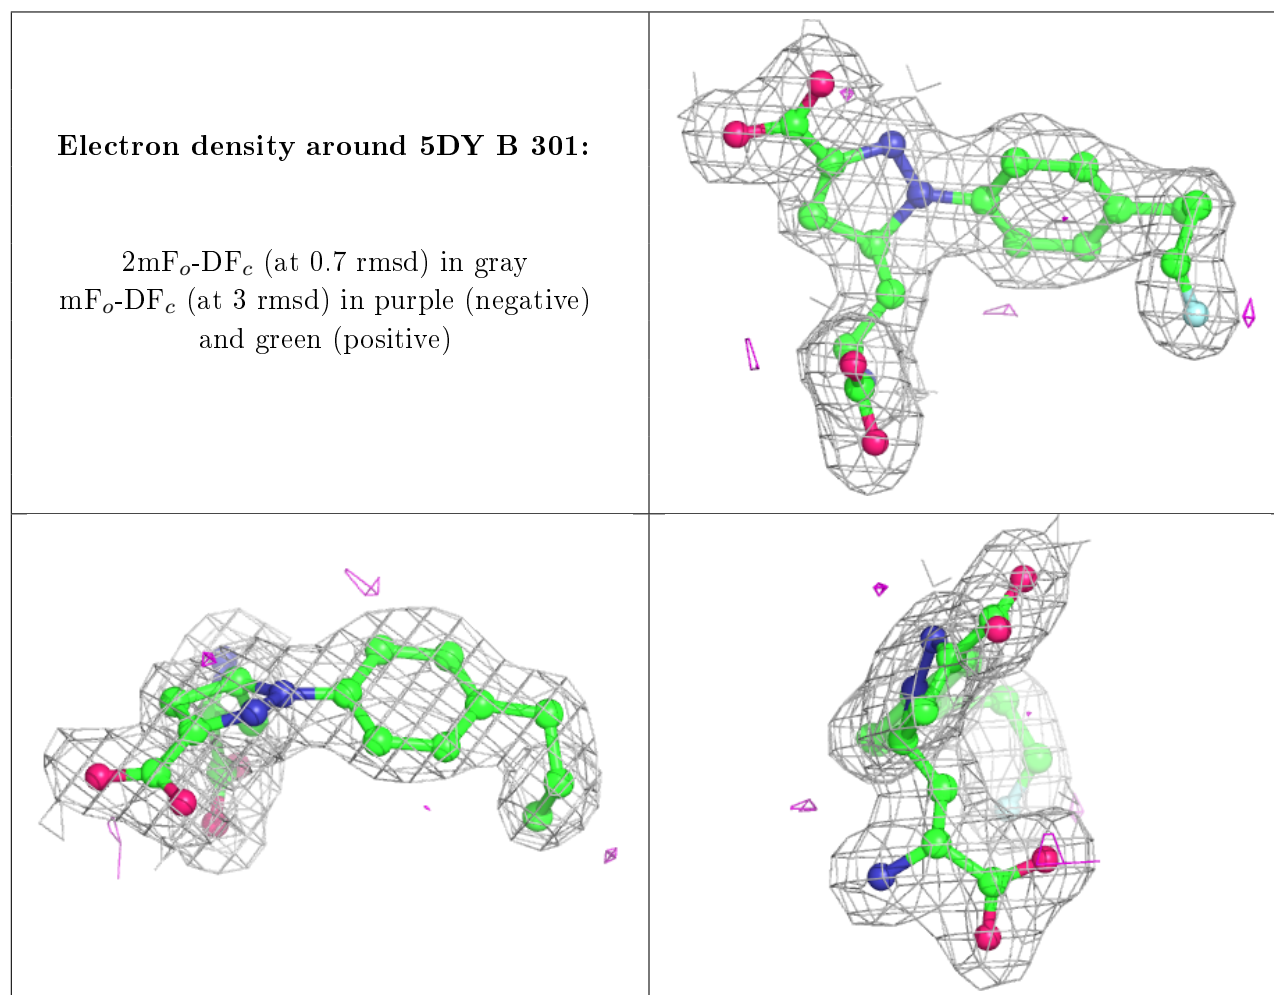 Electron density around 5DY B 301:
2mFₒ-DF𝒸 (at 0.7 rmsd) in gray
mFₒ-DF𝒸 (at 3 rmsd) in purple (negative)
and green (positive)